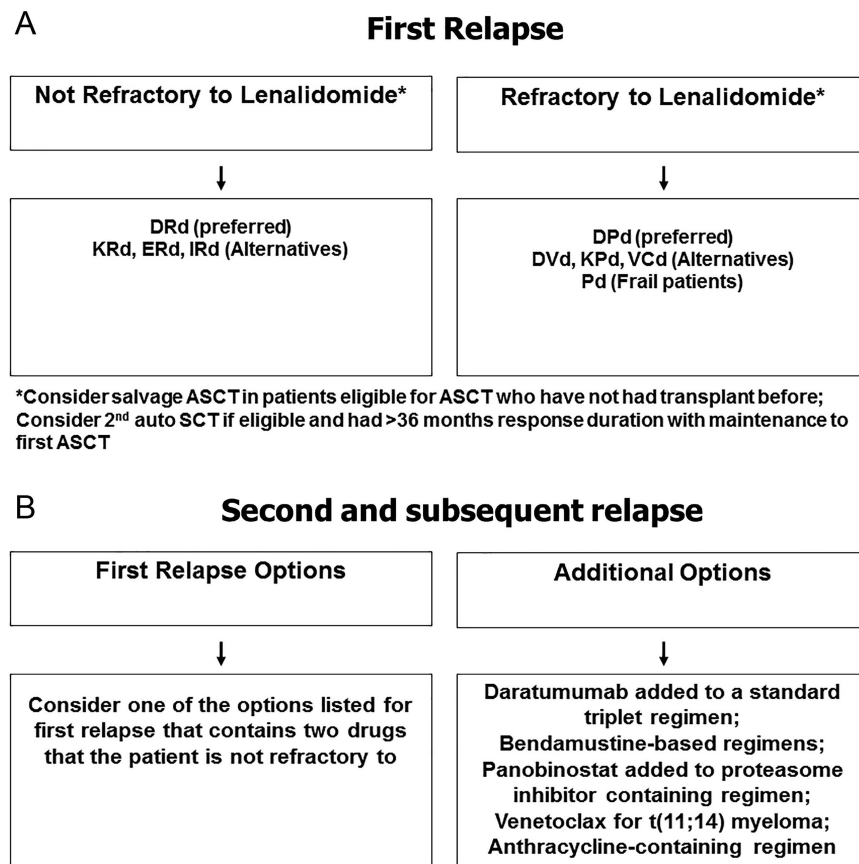 A
First Relapse
Not Refractory to Lenalidomide*
Refractory to Lenalidomide*
DRd (preferred)
KRd, ERd, IRd (Alternatives)
DPd (preferred)
DVd, KPd, VCd (Alternatives)
Pd (Frail patients)
*Consider salvage ASCT in patients eligible for ASCT who have not had transplant before;
Consider 2nd auto SCT if eligible and had >36 months response duration with maintenance to
first ASCT
B
Second and subsequent relapse
First Relapse Options
Additional Options
Consider one of the options listed for
first relapse that contains two drugs
that the patient is not refractory to
Daratumumab added to a standard
triplet regimen;
Bendamustine-based regimens;
Panobinostat added to proteasome
inhibitor containing regimen;
Venetoclax for t(11;14) myeloma;
Anthracycline-containing regimen